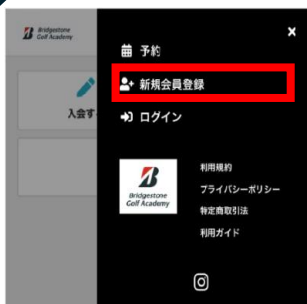 Bridgestone
Golf Academy
入会す
予約
新規会員登録
ログイン
Bridgestone
Golf Academy
利用規約
プライバシーポリシー
特定商取引法
利用ガイド